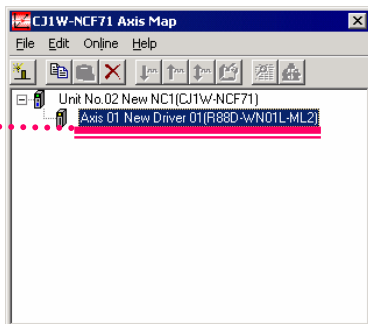 CJ1W-NCF71 Axis Map
File Edit Online Help
Unit No.02 New NC1(CJ1W-NCF71)
Axis 01 New Driver 01(R88D-WN01L-ML2)